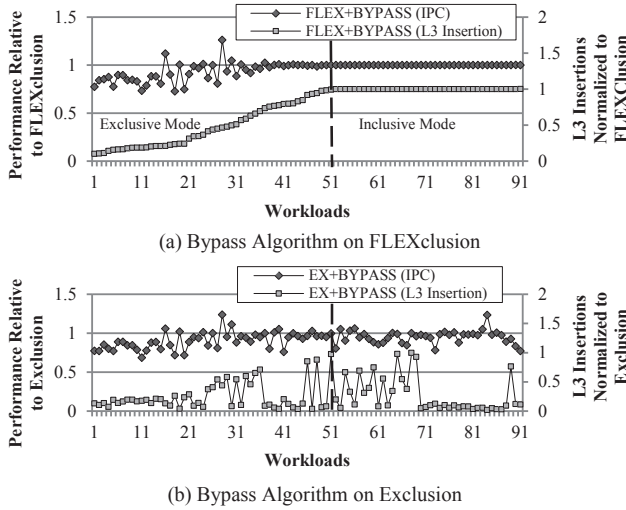 FLEX+BYPASS (IPC)
FLEX+BYPASS (L3 Insertion)
Performance Relative
to FLEXclusion
1.5
1
0.5
0
2
1.5
1
0.5
0
L3 Insertions
Normalized to
FLEXclusion
Exclusive Mode
Inclusive Mode
1 11 21 31 41 51 61 71 81 91
Workloads
(a) Bypass Algorithm on FLEXclusion
EX+BYPASS (IPC)
EX+BYPASS (L3 Insertion)
Performance Relative
to Exclusion
1.5
1
0.5
0
2
1.5
1
0.5
0
L3 Insertions
Normalized to
Exclusion
1 11 21 31 41 51 61 71 81 91
Workloads
(b) Bypass Algorithm on Exclusion